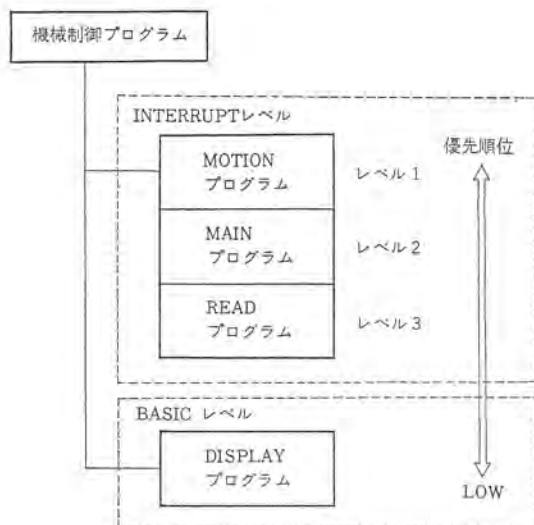 機械制御プログラム
INTERRUPTレベル
優先順位
MOTION
プログラム
レベル1
MAIN
プログラム
レベル2
READ
プログラム
レベル3
BASIC レベル
DISPLAY
プログラム
LOW